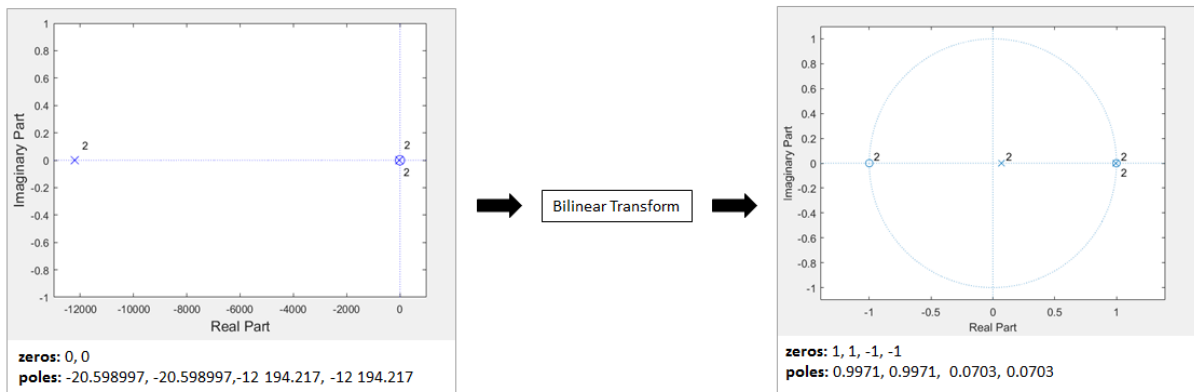 1
0.8
0.6
0.4
0.2
0
-0.2
-0.4
-0.6
-0.8
-1
Imaginary Part
2
2
2
-12000 -10000 -8000 -6000 -4000 -2000 0
Real Part
zeros: 0, 0
poles: -20.598997, -20.598997,-12 194.217, -12 194.217
Bilinear Transform
1
0.8
0.6
0.4
0.2
0
-0.2
-0.4
-0.6
-0.8
-1
Imaginary Part
2
2
2
2
-1 -0.5 0 0.5 1
Real Part
zeros: 1, 1, -1, -1
poles: 0.9971, 0.9971, 0.0703, 0.0703